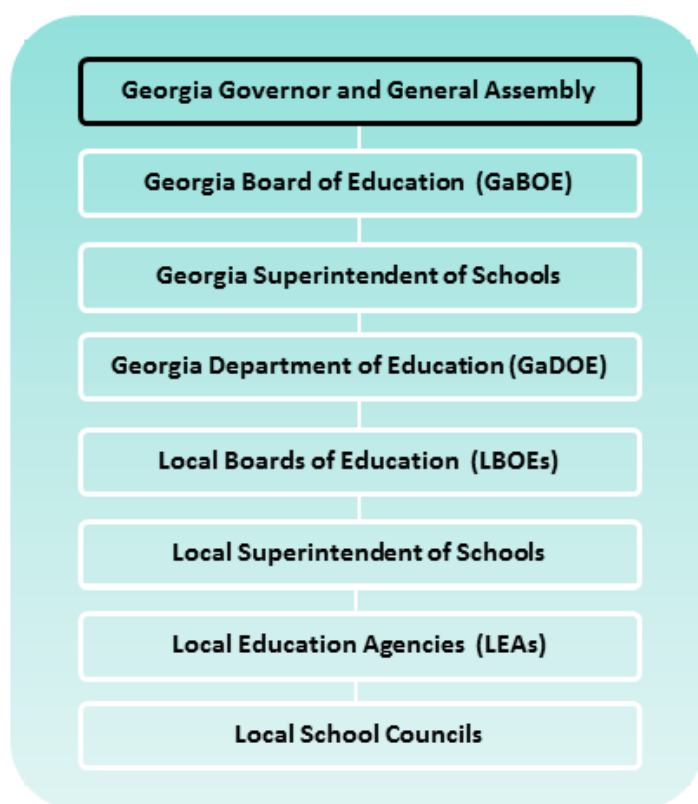 Georgia Governor and General Assembly
Georgia Board of Education (GaBOE)
Georgia Superintendent of Schools
Georgia Department of Education (GaDOE)
Local Boards of Education (LBOEs)
Local Superintendent of Schools
Local Education Agencies (LEAs)
Local School Councils